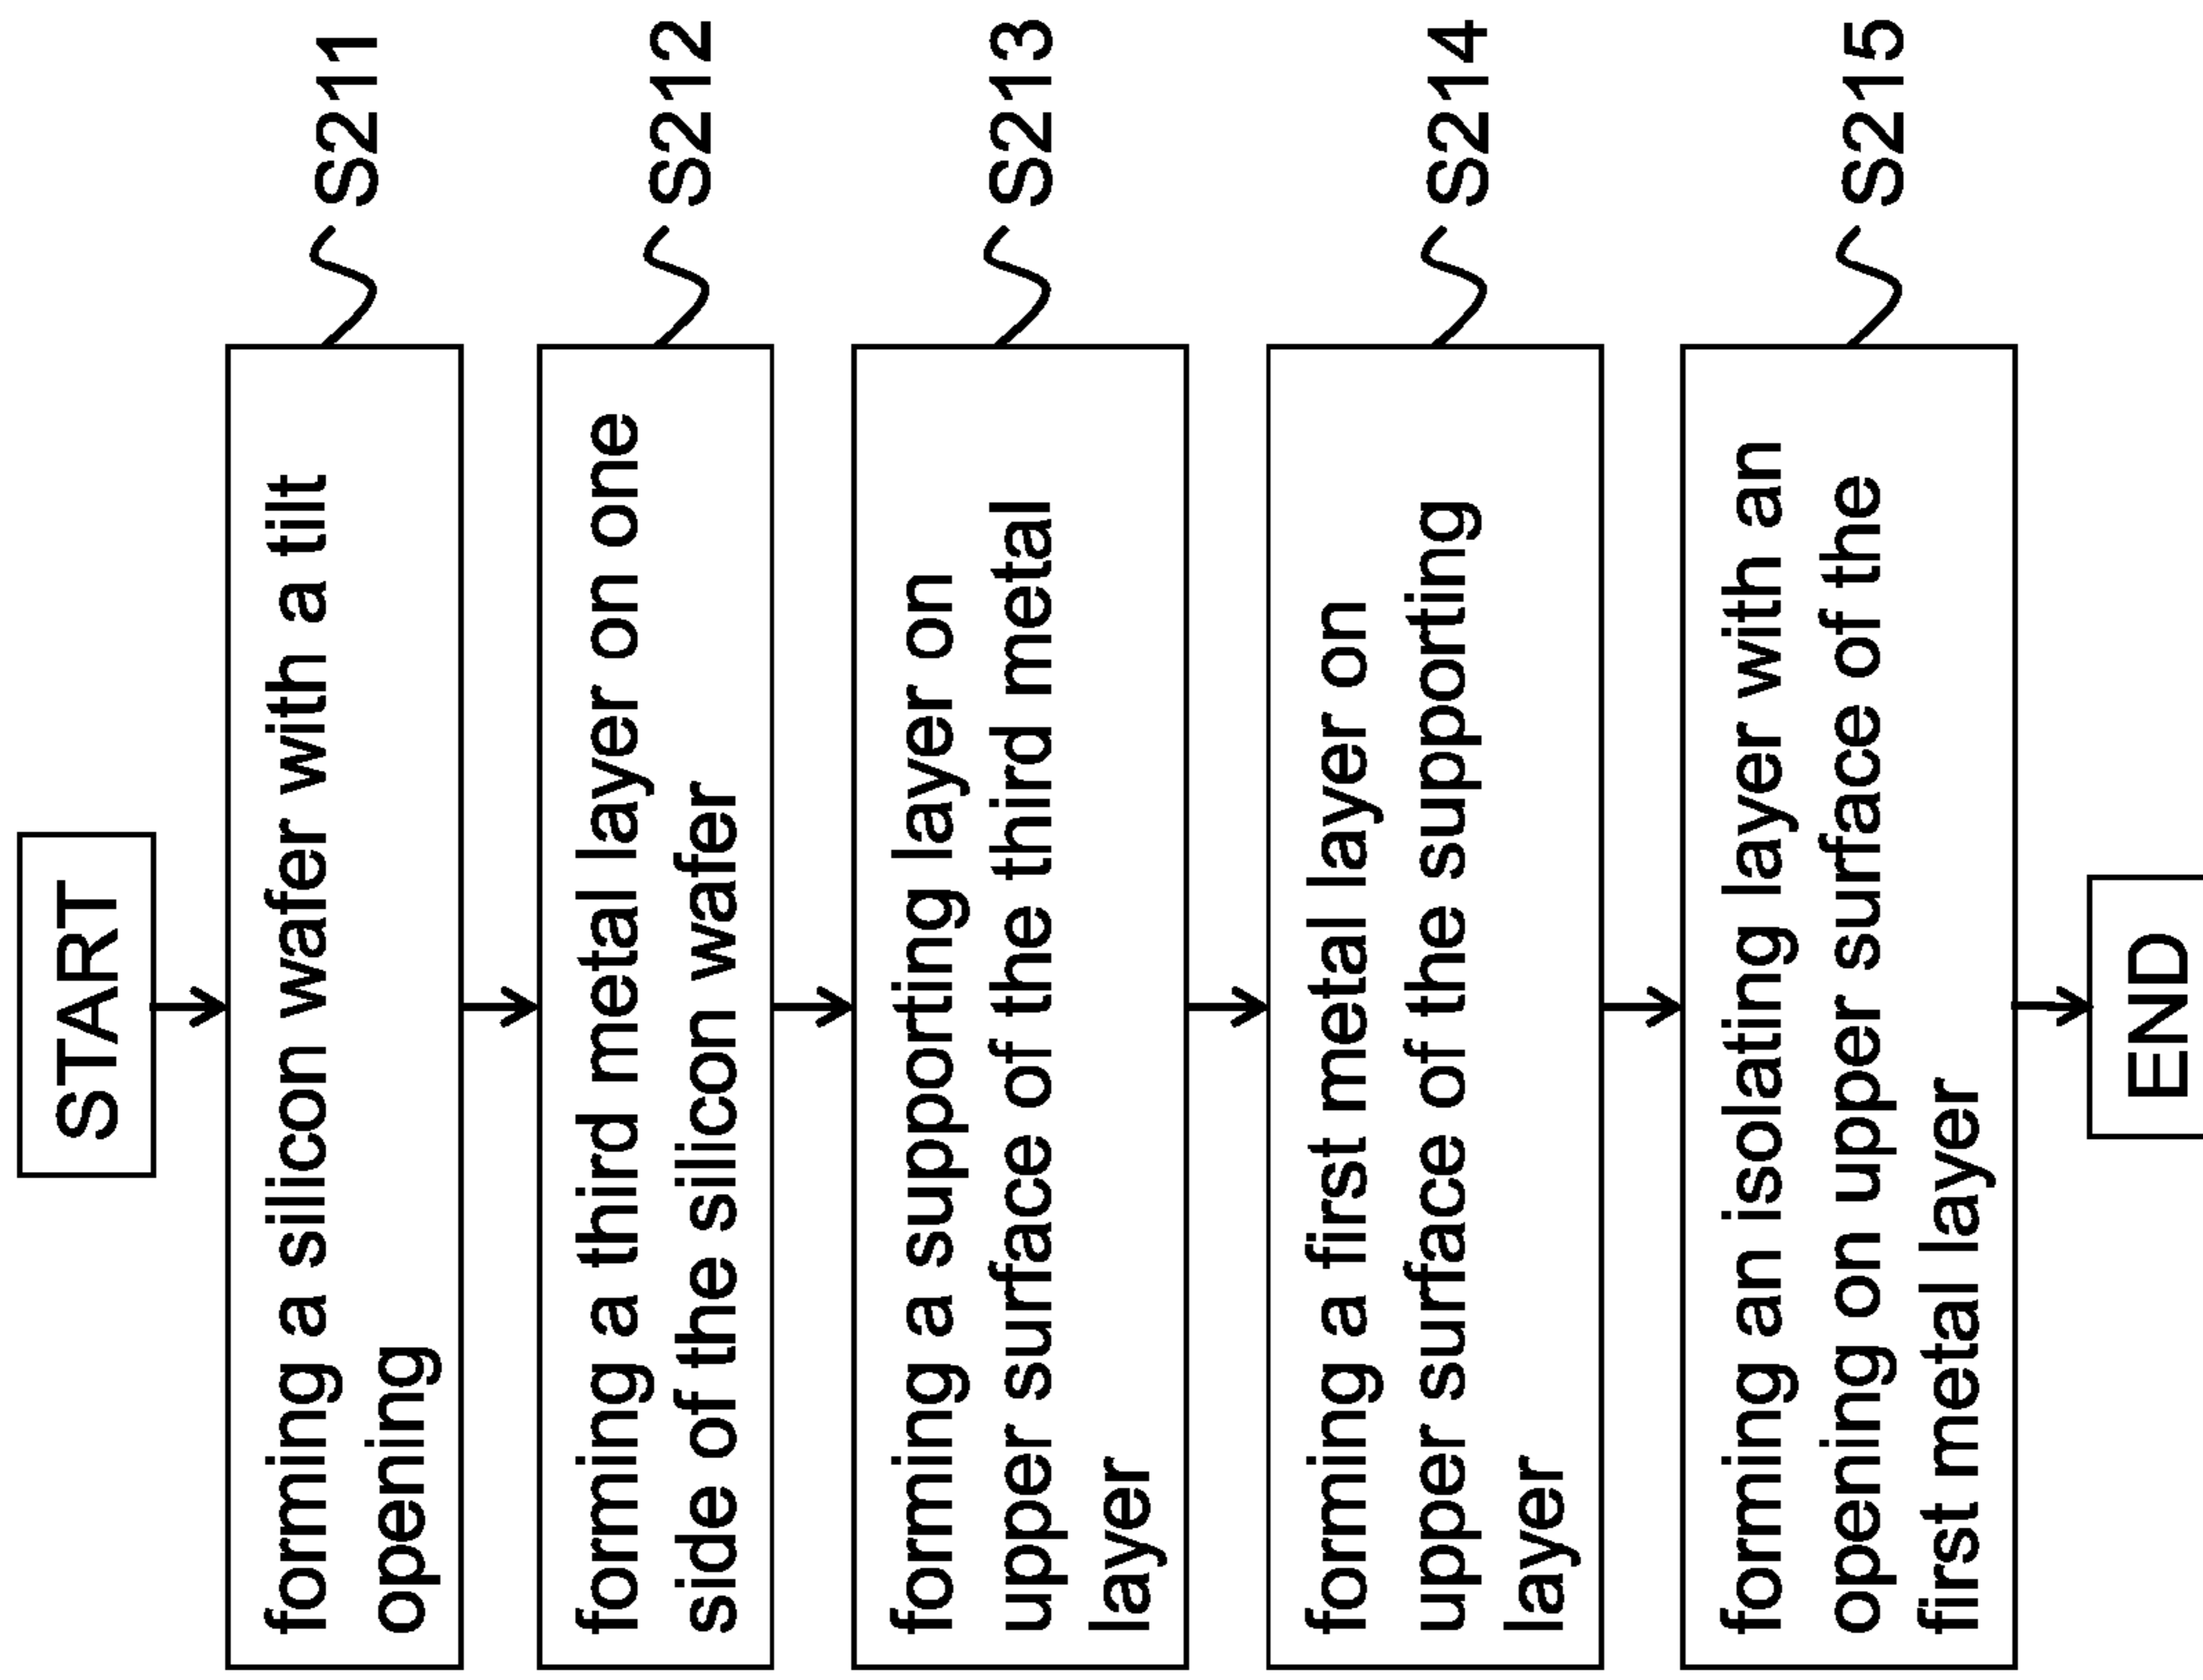 START
forming a silicon wafer with a tilt
opening
S211
forming a third metal layer on one
side of the silicon wafer
S212
forming a supporting layer on
upper surface of the third metal
layer
S213
forming a first metal layer on
upper surface of the supporting
layer
S214
forming an isolating layer with an
opening on upper surface of the
first metal layer
S215
END